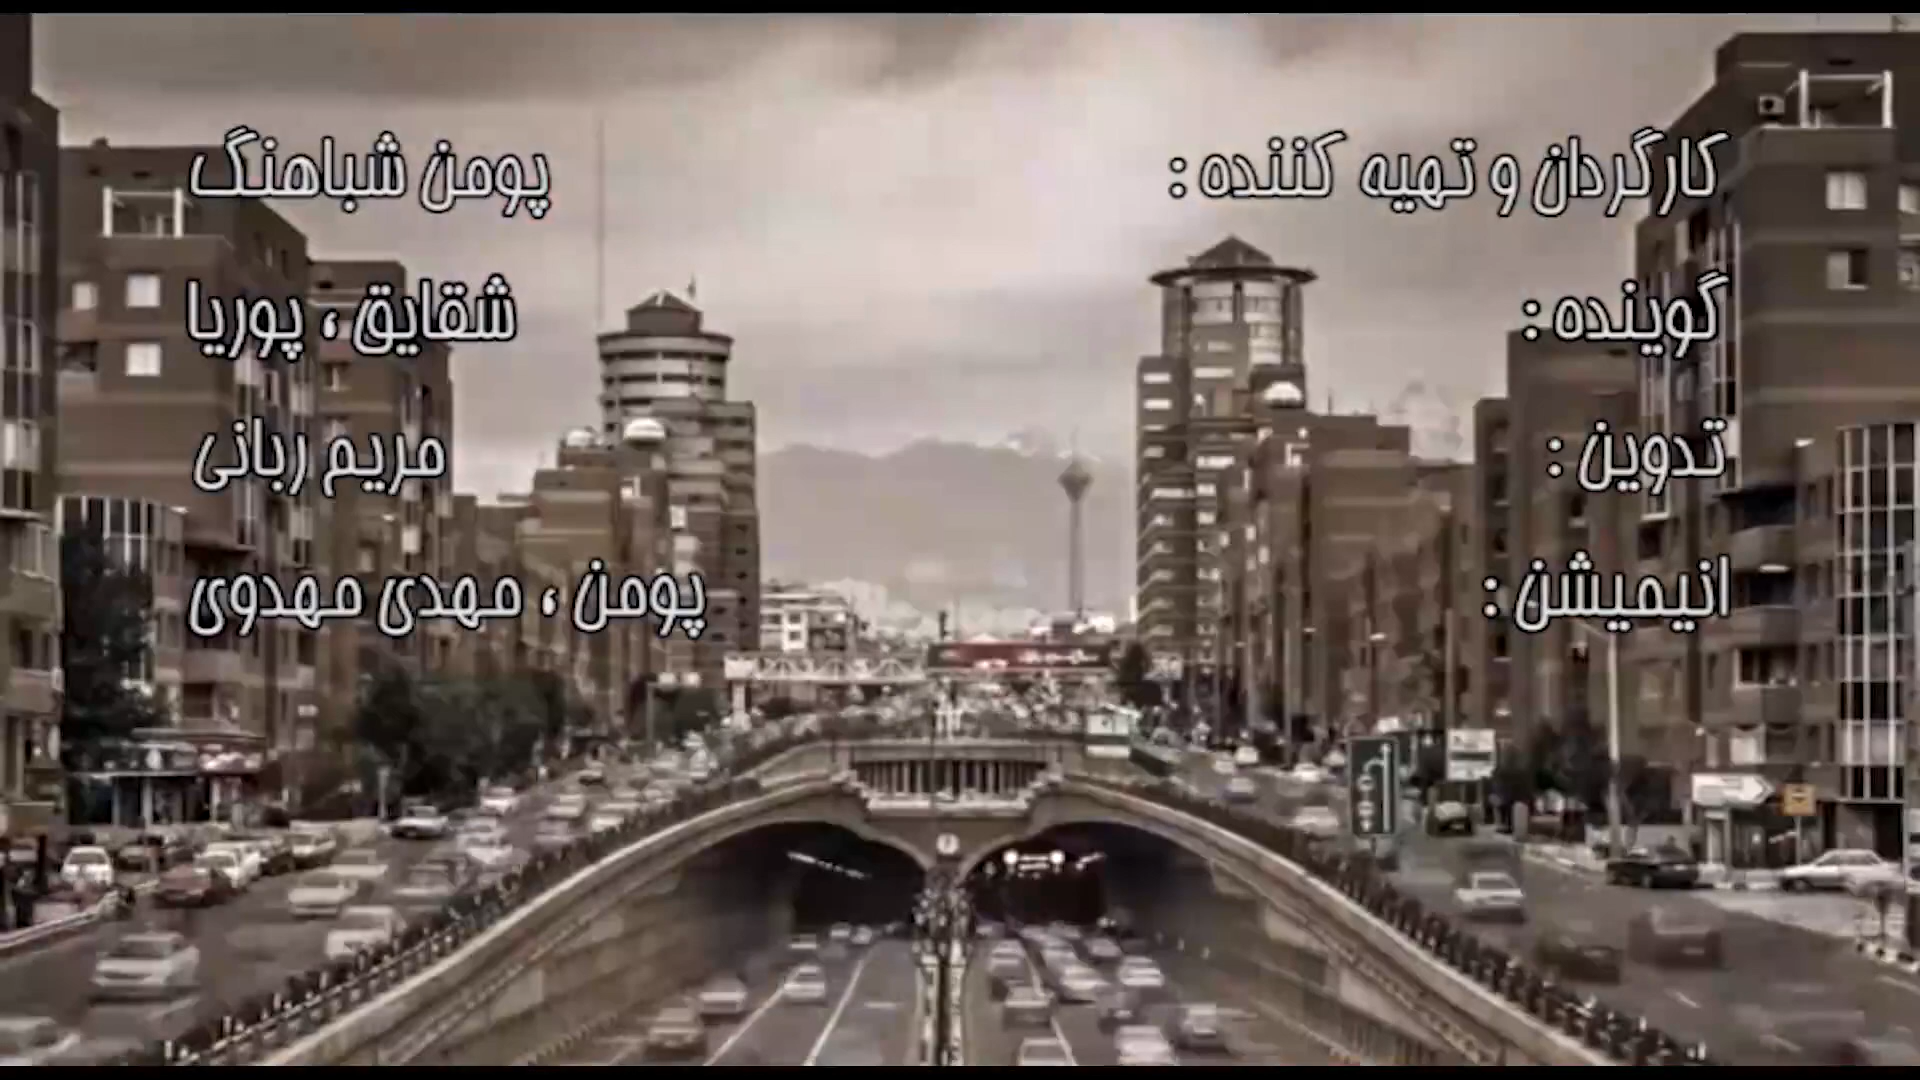 کارگردان و تهیه کننده : پومن شباهنگ
گوینده : شقایق ، پوریا
تدوین : مریم ربانی
انیمیشن : پومن ، مهدی مهدوی